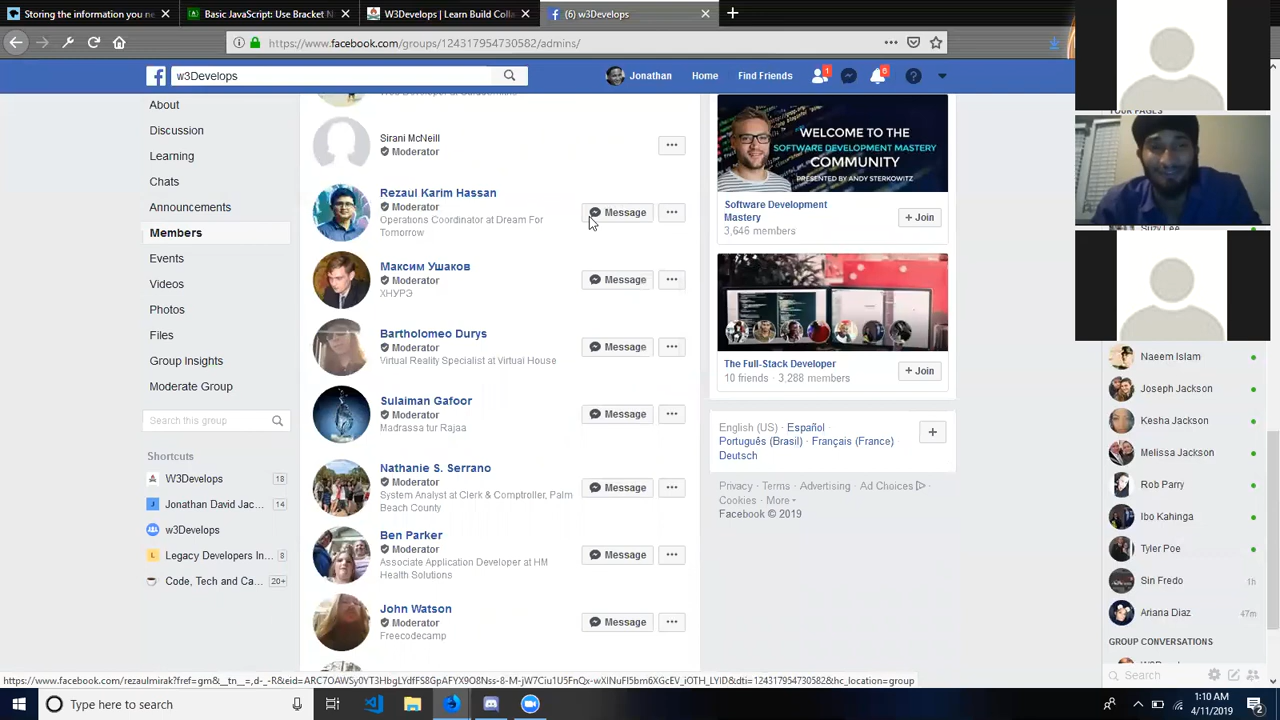 Storing the information you ne
Basic JavaScript: Use Bracket N
W3Develops | Learn Build Collab
(6) w3Develops
https://www.facebook.com/groups/124317954730582/admins/
w3Develops
Jonathan
Home
Find Friends
1
6
About
Discussion
Learning
Chats
Announcements
Members
Events
Videos
Photos
Files
Group Insights
Moderate Group
Search this group
Shortcuts
W3Develops 18
Jonathan David Jac... 14
w3Develops
Legacy Developers In... 8
Code, Tech and Ca... 20+
Sirani McNeill
Moderator
Rezaul Karim Hassan
Moderator
Operations Coordinator at Dream For
Tomorrow
Message
Максим Ушаков
Moderator
ХНУРЭ
Message
Bartholomeo Durys
Moderator
Virtual Reality Specialist at Virtual House
Message
Sulaiman Gafoor
Moderator
Madrassa tur Rajaa
Message
Nathanie S. Serrano
Moderator
System Analyst at Clerk & Comptroller, Palm
Beach County
Message
Ben Parker
Moderator
Associate Application Developer at HM
Health Solutions
Message
John Watson
Moderator
Freecodecamp
Message
WELCOME TO THE
SOFTWARE DEVELOPMENT MASTERY
COMMUNITY
PRESENTED BY ANDY STERKOWITZ
Software Development
Mastery
3,646 members
+ Join
The Full-Stack Developer
10 friends · 3,288 members
+ Join
English (US) · Español ·
Português (Brasil) · Français (France) ·
Deutsch
Privacy · Terms · Advertising · Ad Choices ·
Cookies · More
Facebook © 2019
YOUR PAGES
Suzy Lee
Naeem Islam
Joseph Jackson
Kesha Jackson
Melissa Jackson
Rob Parry
Ibo Kahinga
Tyler Poe
Sin Fredo 1h
Ariana Diaz 47m
GROUP CONVERSATIONS
Search
Type here to search
1:10 AM
4/11/2019
2